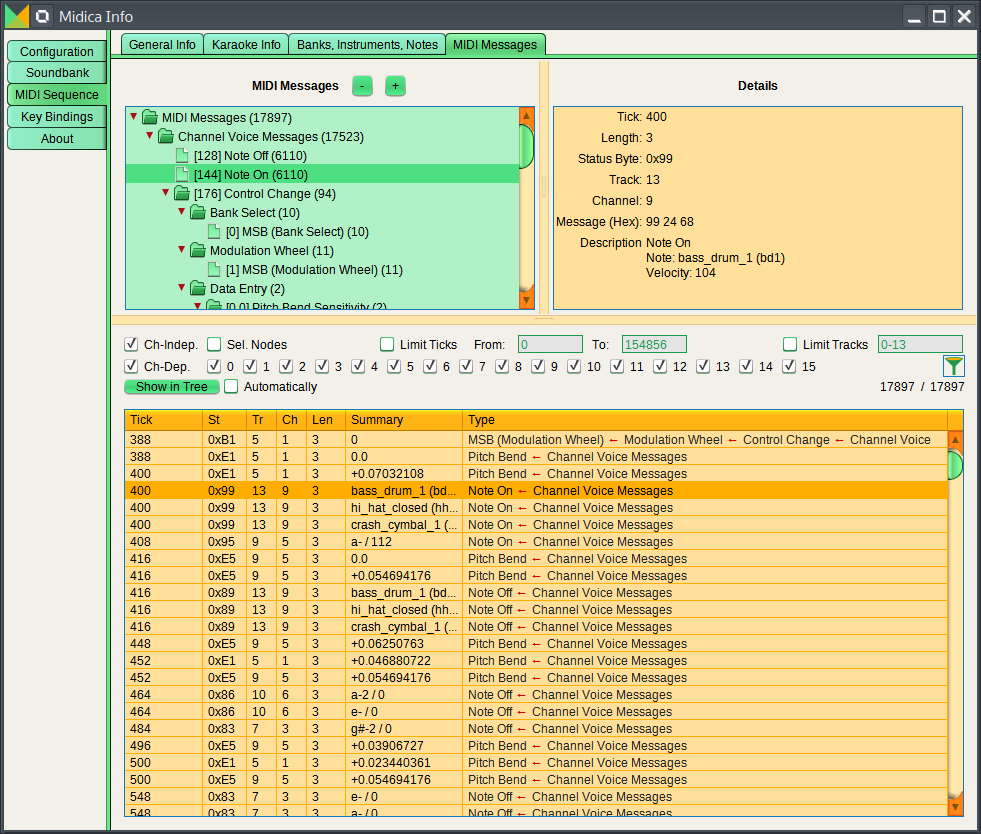 Midica Info
General Info Karaoke Info Banks, Instruments, Notes MIDI Messages
Configuration
Soundbank
MIDI Sequence
Key Bindings
About
MIDI Messages - +
MIDI Messages (17897)
Channel Voice Messages (17523)
[128] Note Off (6110)
[144] Note On (6110)
[176] Control Change (94)
Bank Select (10)
[0] MSB (Bank Select) (10)
Modulation Wheel (11)
[1] MSB (Modulation Wheel) (11)
Data Entry (2)
[0,0] Pitch Bend Sensitivity (2)
Details
Tick: 400
Length: 3
Status Byte: 0x99
Track: 13
Channel: 9
Message (Hex): 99 24 68
Description Note On
Note: bass_drum_1 (bd1)
Velocity: 104
Ch-Indep. Sel. Nodes Limit Ticks From: 0 To: 154856 Limit Tracks 0-13
Ch-Dep. 0 1 2 3 4 5 6 7 8 9 10 11 12 13 14 15
Show in Tree Automatically 17897 / 17897
Tick St Tr Ch Len Summary Type
388 0xB1 5 1 3 0 MSB (Modulation Wheel) ← Modulation Wheel ← Control Change ← Channel Voice
388 0xE1 5 1 3 0.0 Pitch Bend ← Channel Voice Messages
400 0xE1 5 1 3 +0.07032108 Pitch Bend ← Channel Voice Messages
400 0x99 13 9 3 bass_drum_1 (bd... Note On ← Channel Voice Messages
400 0x99 13 9 3 hi_hat_closed (hh... Note On ← Channel Voice Messages
400 0x99 13 9 3 crash_cymbal_1 (... Note On ← Channel Voice Messages
408 0x95 9 5 3 a- / 112 Note On ← Channel Voice Messages
416 0xE5 9 5 3 0.0 Pitch Bend ← Channel Voice Messages
416 0xE5 9 5 3 +0.054694176 Pitch Bend ← Channel Voice Messages
416 0x89 13 9 3 bass_drum_1 (bd... Note Off ← Channel Voice Messages
416 0x89 13 9 3 hi_hat_closed (hh... Note Off ← Channel Voice Messages
416 0x89 13 9 3 crash_cymbal_1 (... Note Off ← Channel Voice Messages
448 0xE5 9 5 3 +0.06250763 Pitch Bend ← Channel Voice Messages
452 0xE1 5 1 3 +0.046880722 Pitch Bend ← Channel Voice Messages
452 0xE5 9 5 3 +0.054694176 Pitch Bend ← Channel Voice Messages
464 0x86 10 6 3 a-2 / 0 Note Off ← Channel Voice Messages
464 0x86 10 6 3 e- / 0 Note Off ← Channel Voice Messages
484 0x83 7 3 3 g#-2 / 0 Note Off ← Channel Voice Messages
496 0xE5 9 5 3 +0.03906727 Pitch Bend ← Channel Voice Messages
500 0xE1 5 1 3 +0.023440361 Pitch Bend ← Channel Voice Messages
500 0xE5 9 5 3 +0.054694176 Pitch Bend ← Channel Voice Messages
548 0x83 7 3 3 e- / 0 Note Off ← Channel Voice Messages
548 0x83 7 3 3 a- / 0 Note Off ← Channel Voice Messages